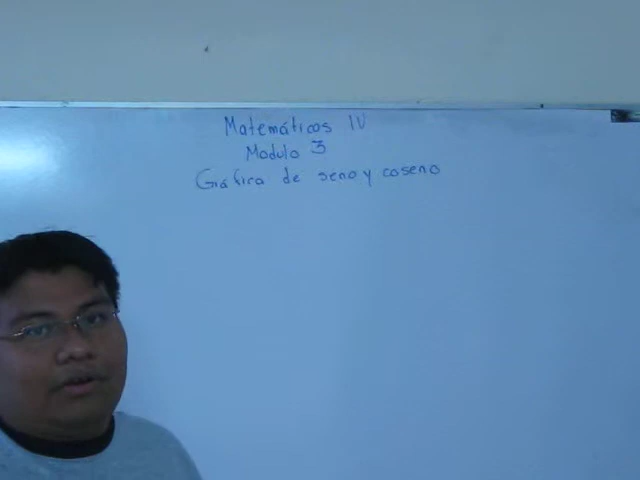 Matemáticas IV
Modulo 3
Gráfica de seno y coseno